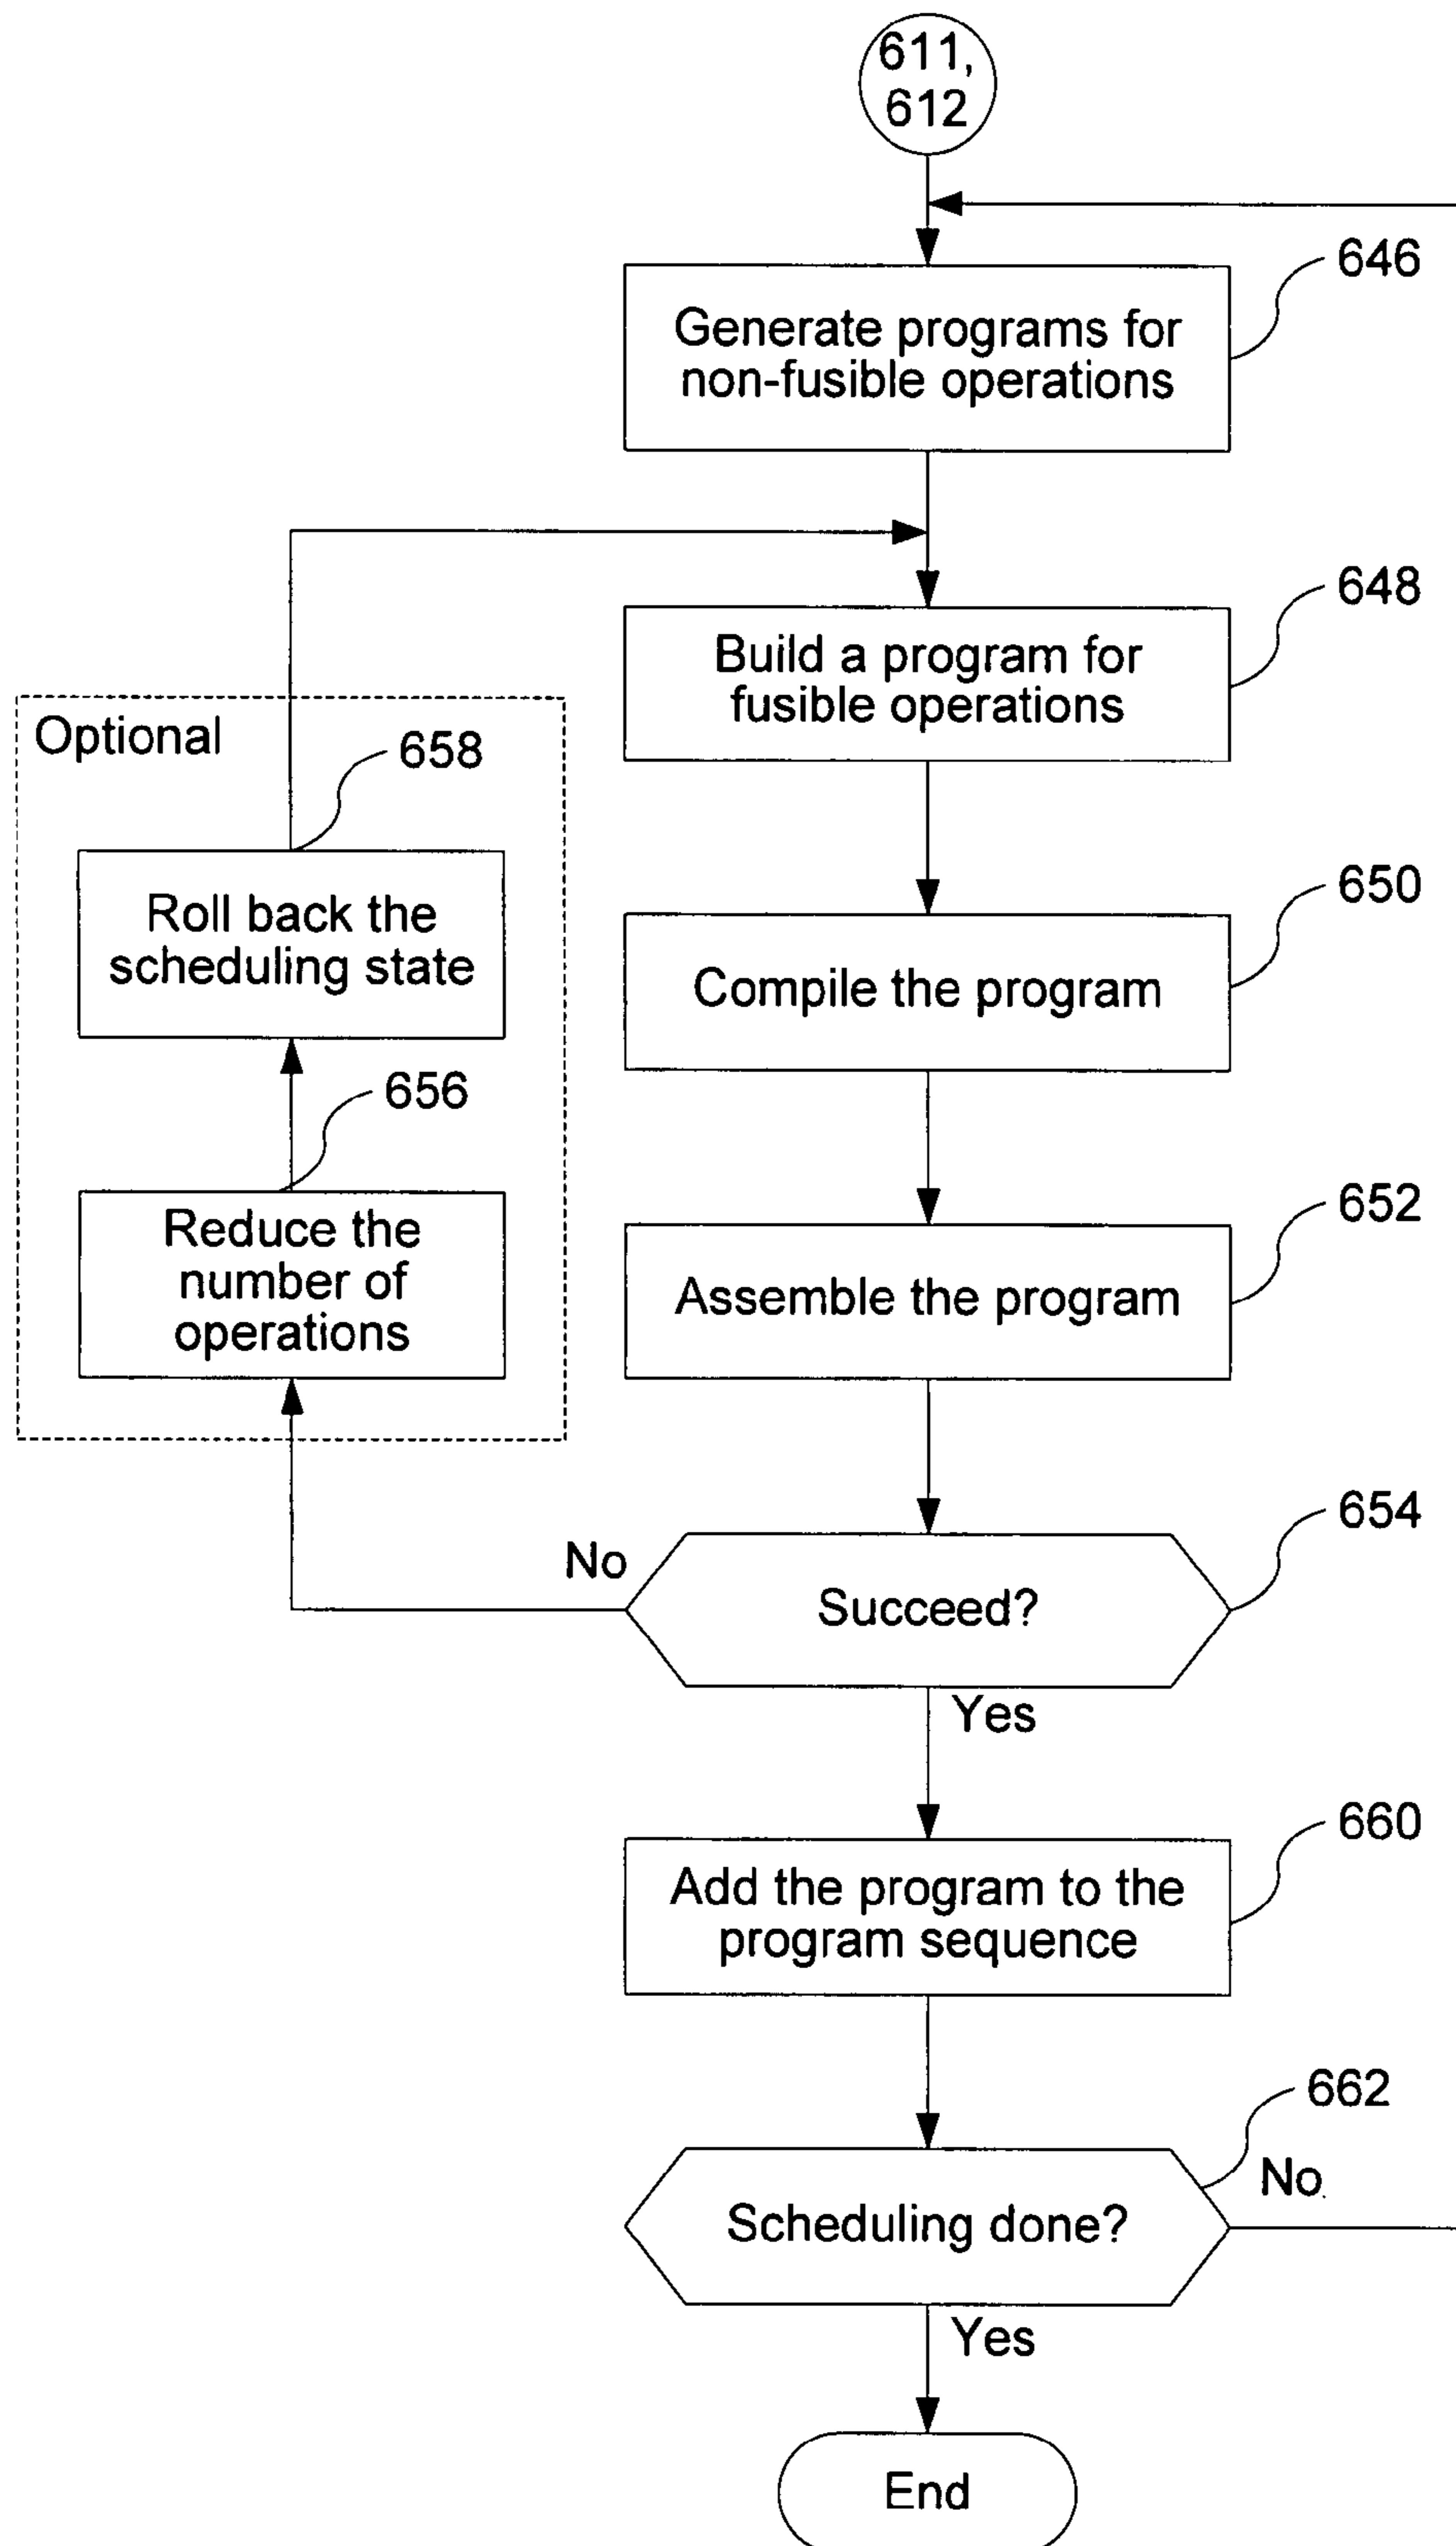 611,
612
646
Generate programs for
non-fusible operations
648
Build a program for
fusible operations
Optional
658
650
Roll back the
scheduling state
Compile the program
656
652
Reduce the
number of
operations
Assemble the program
654
No
Succeed?
Yes
660
Add the program to the
program sequence
662
No
Scheduling done?
Yes
End